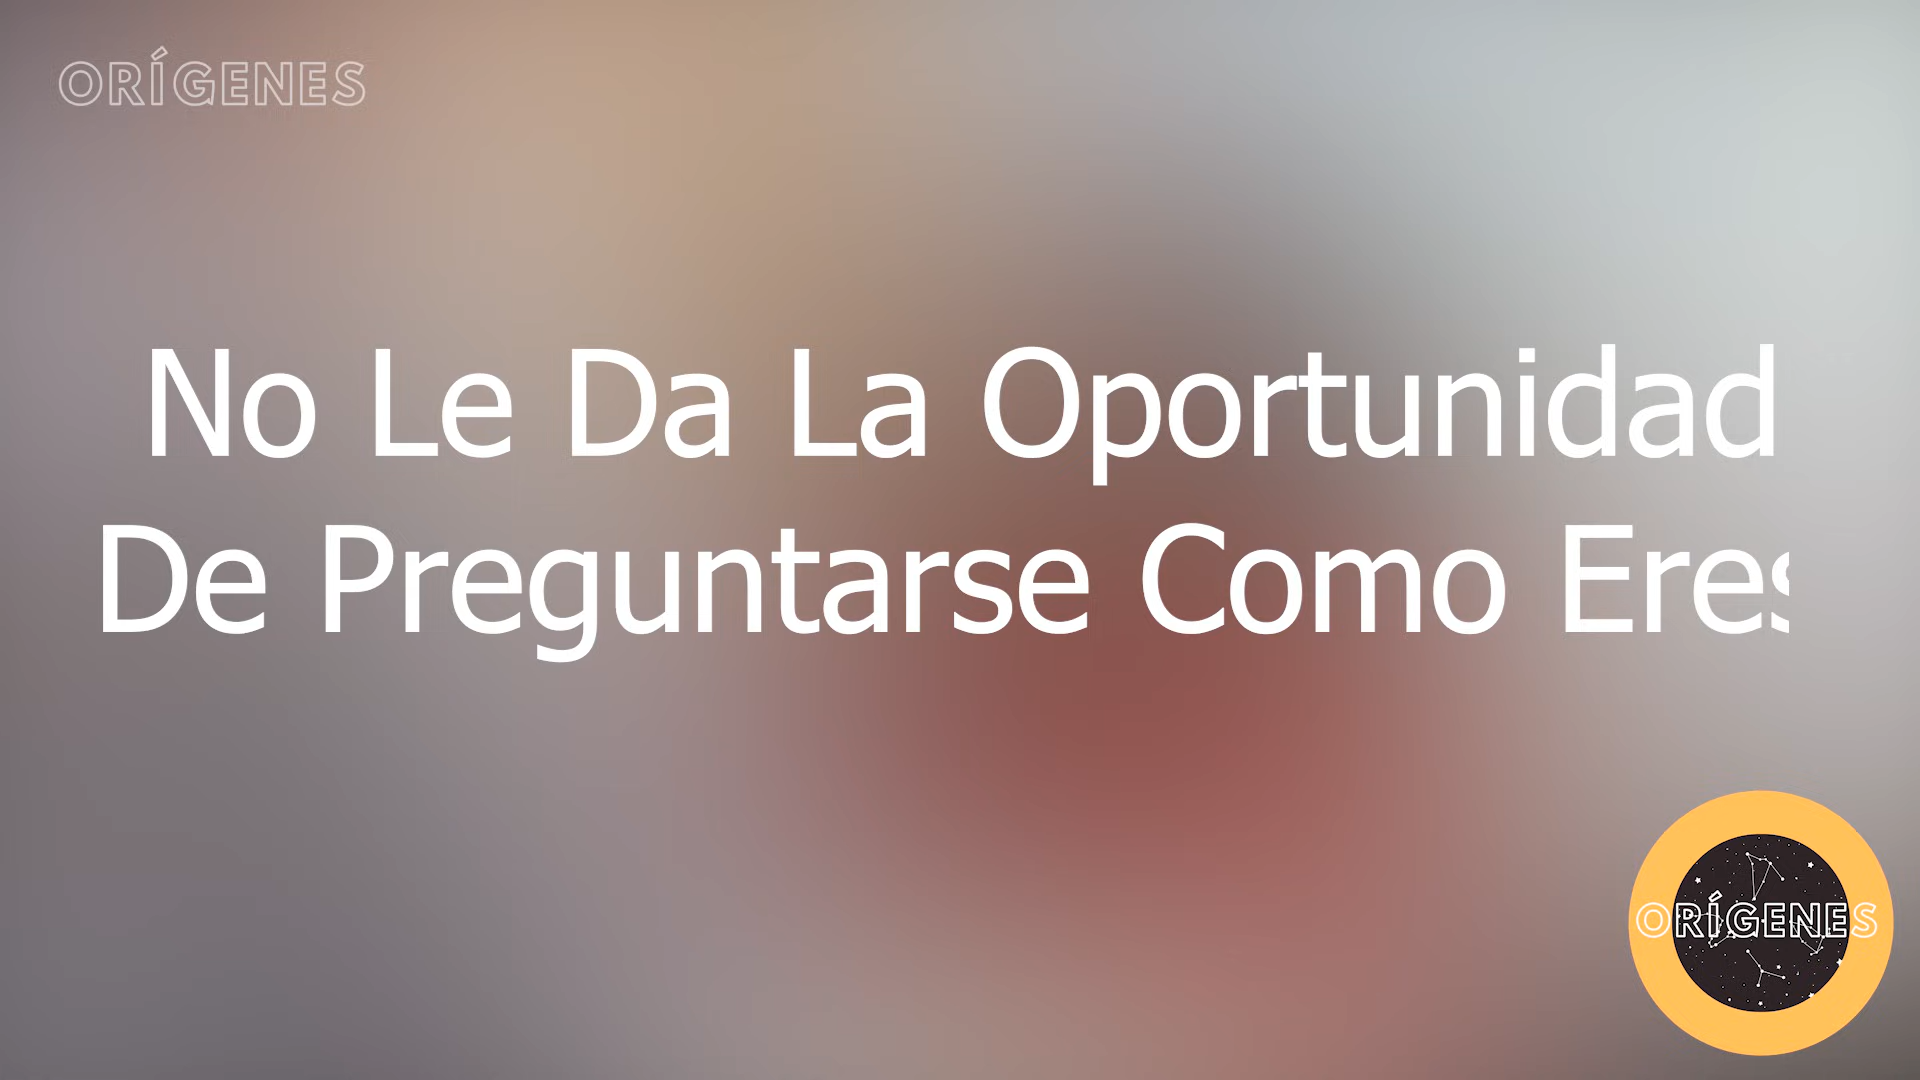 ORÍGENES
No Le Da La Oportunidad
De Preguntarse Como Eres
ORÍGENES